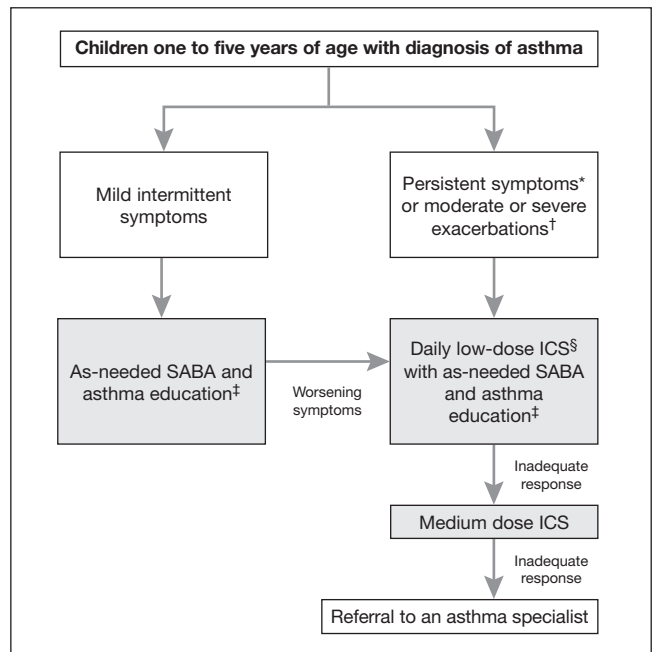 Children one to five years of age with diagnosis of asthma
Mild intermittent
symptoms
Persistent symptoms*
or moderate or severe
exacerbations†
As-needed SABA and
asthma education‡
Worsening
symptoms
Daily low-dose ICS§
with as-needed SABA
and asthma
education‡
Inadequate
response
Medium dose ICS
Inadequate
response
Referral to an asthma specialist